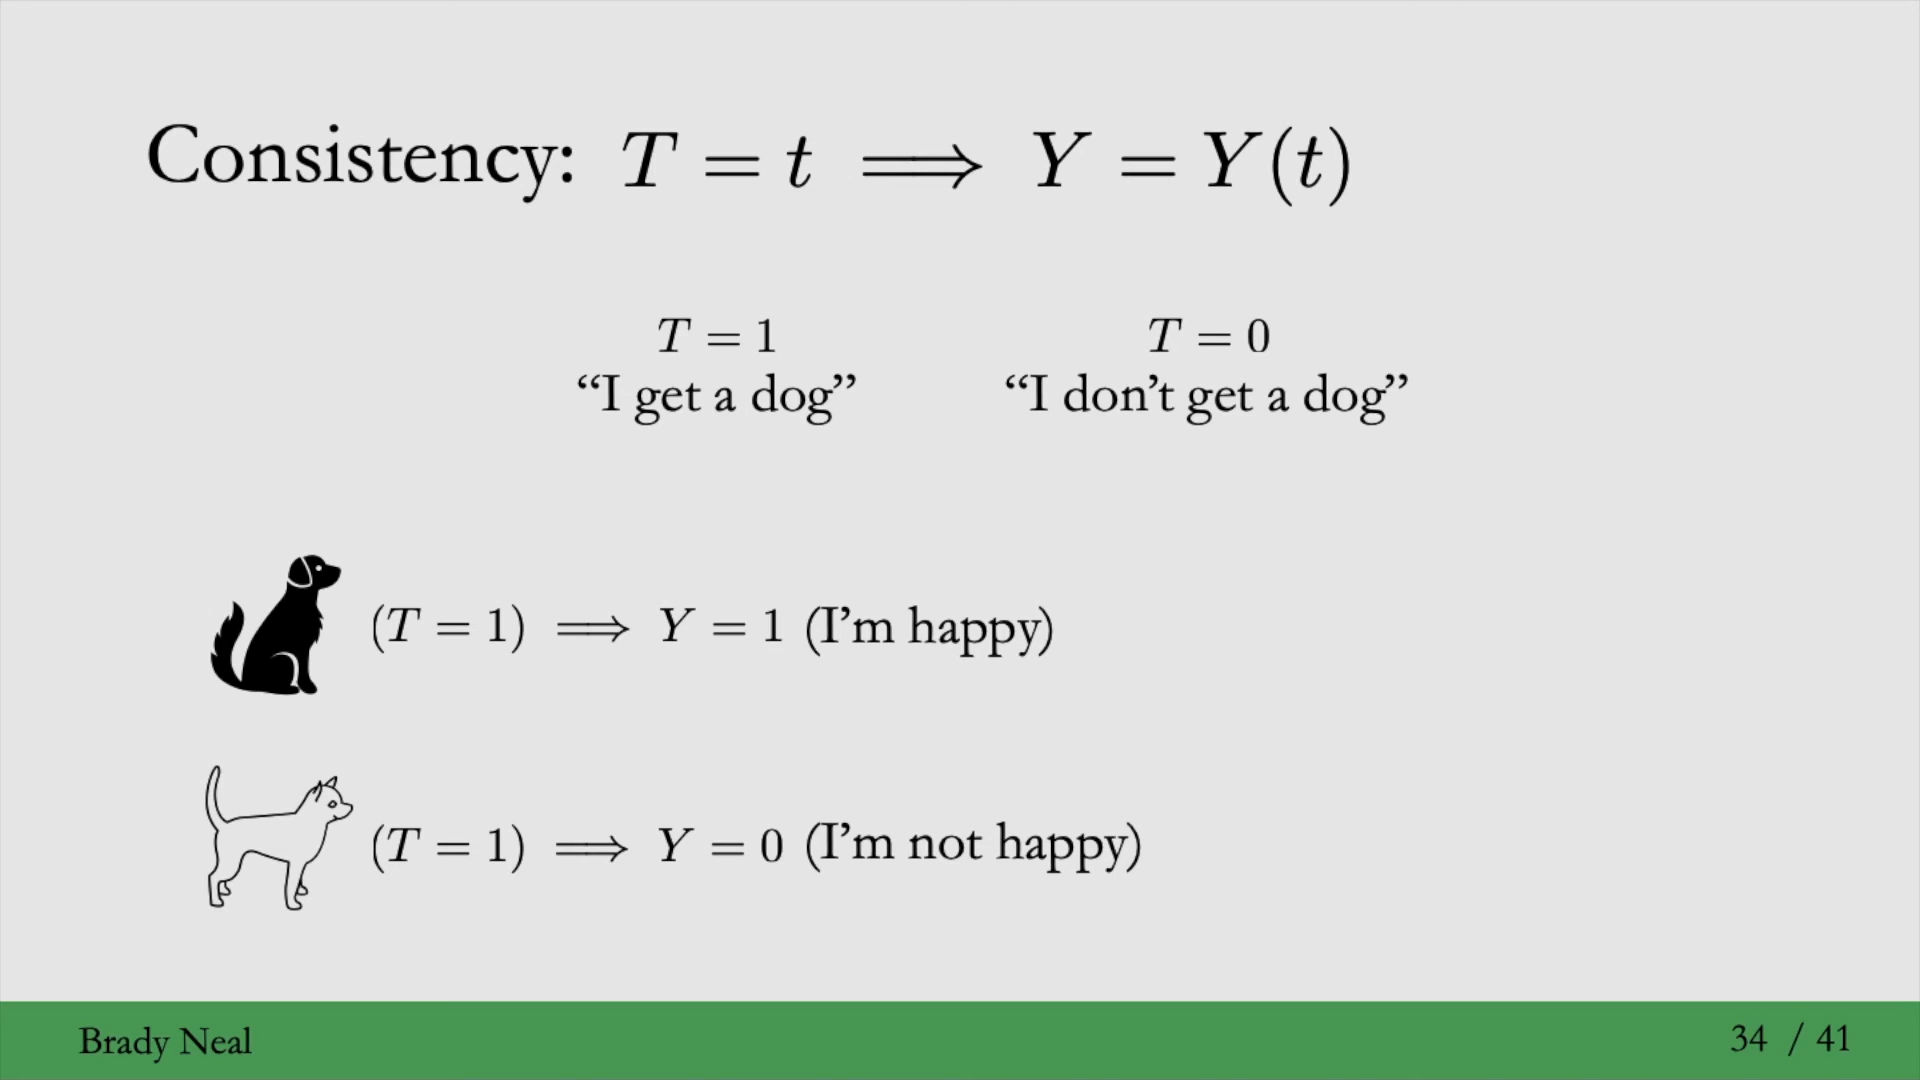 Consistency: T = t ⟹ Y = Y(t)
T = 1
“I get a dog”
T = 0
“I don’t get a dog”
(T = 1) ⟹ Y = 1 (I’m happy)
(T = 1) ⟹ Y = 0 (I’m not happy)
Brady Neal
34 / 41